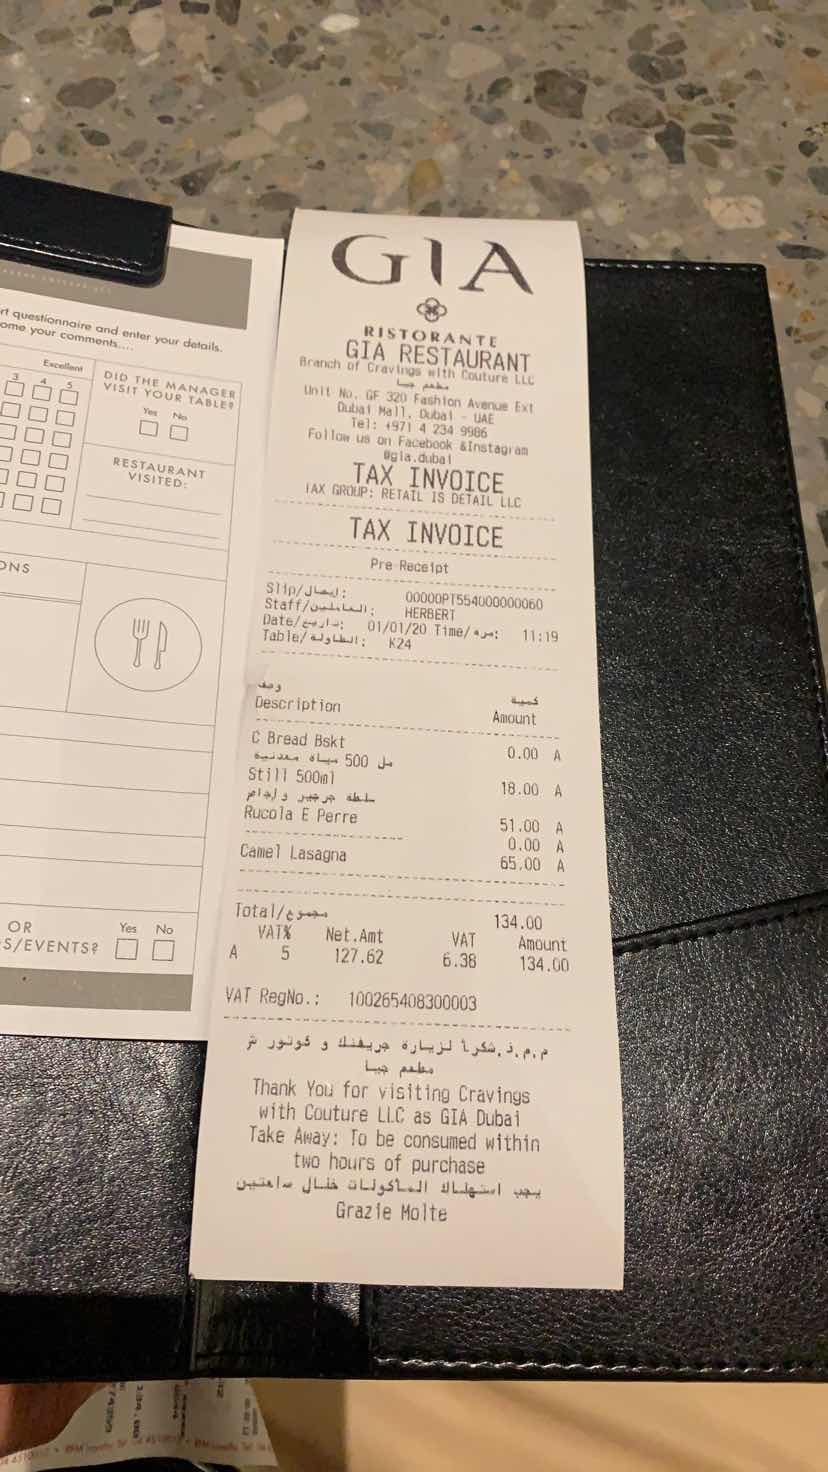 GIA
RISTORANTE
GIA RESTAURANT
Branch of Cravings with Couture LLC
مطعم جيا
Unit No. GF 320 Fashion Avenue Ext
Dubai Mall, Dubai - UAE
Tel: +971 4 234 9986
Follow us on Facebook &Instagram
@gia.dubai
TAX INVOICE
TAX GROUP: RETAIL IS DETAIL LLC
TAX INVOICE
Pre-Receipt
Slip/إيصال: 00000PT554000000060
Staff/العاملين: HERBERT
Date/تاريخ: 01/01/20 Time/مره: 11:19
Table/الطاولة: K24
وصف كمية
Description Amount
C Bread Bskt 0.00 A
مل 500 مياه معدنية
Still 500ml 18.00 A
سلطة جرجير وإجاص
Rucola E Perre 51.00 A
0.00 A
Camel Lasagna 65.00 A
Total/مجموع 134.00
VAT% Net.Amt VAT Amount
A 5 127.62 6.38 134.00
VAT RegNo.: 100265408300003
م.م.ذ.شكرأ لزيارة جريفنك و كوتور ش
مطعم جيا
Thank You for visiting Cravings
with Couture LLC as GIA Dubai
Take Away: To be consumed within
two hours of purchase
يجب استهلاك المأكولات خلال ساعتين
Grazie Molte
rt questionnaire and enter your details.
ome your comments....
Excellent
3 4 5
DID THE MANAGER
VISIT YOUR TABLE?
Yes No
RESTAURANT
VISITED:
ONS
OR
S/EVENTS?
Yes No